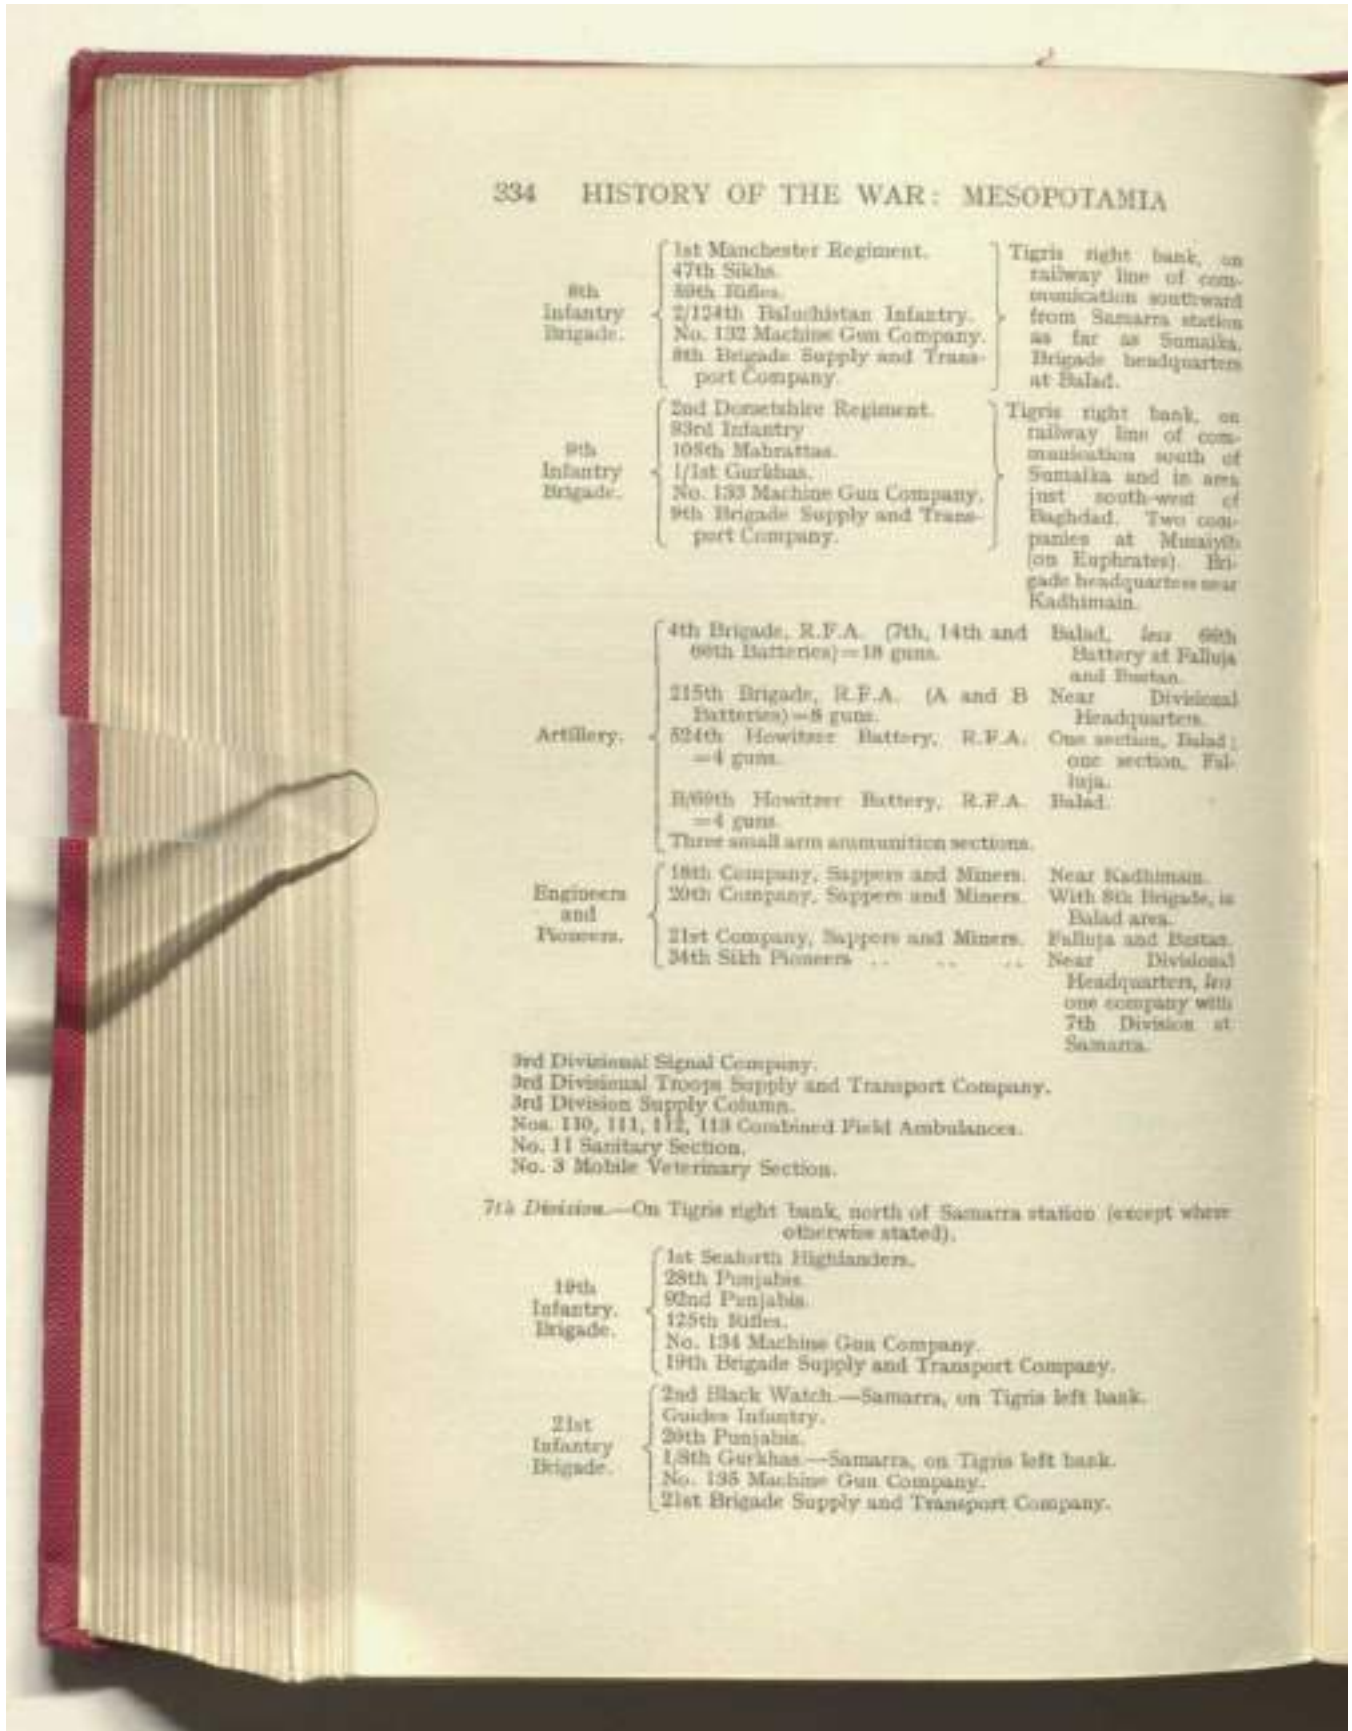 334 HISTORY OF THE WAR: MESOPOTAMIA
8th
Infantry
Brigade.
1st Manchester Regiment.
47th Sikhs.
59th Rifles.
2/124th Baluchistan Infantry.
No. 132 Machine Gun Company.
8th Brigade Supply and Trans-
port Company.
Tigris right bank, on
railway line of com-
munication southward
from Samarra station
as far as Sumaika.
Brigade headquarters
at Balad.
9th
Infantry
Brigade.
2nd Dorsetshire Regiment.
93rd Infantry
105th Mahrattas.
1/1st Gurkhas.
No. 133 Machine Gun Company.
9th Brigade Supply and Trans-
port Company.
Tigris right bank, on
railway line of com-
munication south of
Sumaika and in area
just south-west of
Baghdad. Two com-
panies at Musaiyib
(on Euphrates). Bri-
gade headquarters near
Kadhimain.
Artillery.
4th Brigade, R.F.A. (7th, 14th and
66th Batteries)=18 guns.
Balad, less 66th
Battery at Falluja
and Bustan.
215th Brigade, R.F.A. (A and B
Batteries)=8 guns.
Near Divisional
Headquarters.
524th Howitzer Battery, R.F.A.
=4 guns.
One section, Balad;
one section, Fal-
luja.
B/69th Howitzer Battery, R.F.A.
=4 guns.
Balad.
Three small arm ammunition sections.
Engineers
and
Pioneers.
18th Company, Sappers and Miners. Near Kadhimain.
20th Company, Sappers and Miners. With 8th Brigade, in
Balad area.
21st Company, Sappers and Miners. Falluja and Bustan.
34th Sikh Pioneers .. .. .. Near Divisional
Headquarters, less
one company with
7th Division at
Samarra.
3rd Divisional Signal Company.
3rd Divisional Troops Supply and Transport Company.
3rd Division Supply Column.
Nos. 110, 111, 112, 113 Combined Field Ambulances.
No. 11 Sanitary Section.
No. 3 Mobile Veterinary Section.
7th Division.—On Tigris right bank, north of Samarra station (except where
otherwise stated).
19th
Infantry.
Brigade.
1st Seaforth Highlanders.
28th Punjabis.
92nd Punjabis.
125th Rifles.
No. 134 Machine Gun Company.
19th Brigade Supply and Transport Company.
21st
Infantry
Brigade.
2nd Black Watch.—Samarra, on Tigris left bank.
Guides Infantry.
20th Punjabis.
1/8th Gurkhas.—Samarra, on Tigris left bank.
No. 135 Machine Gun Company.
21st Brigade Supply and Transport Company.